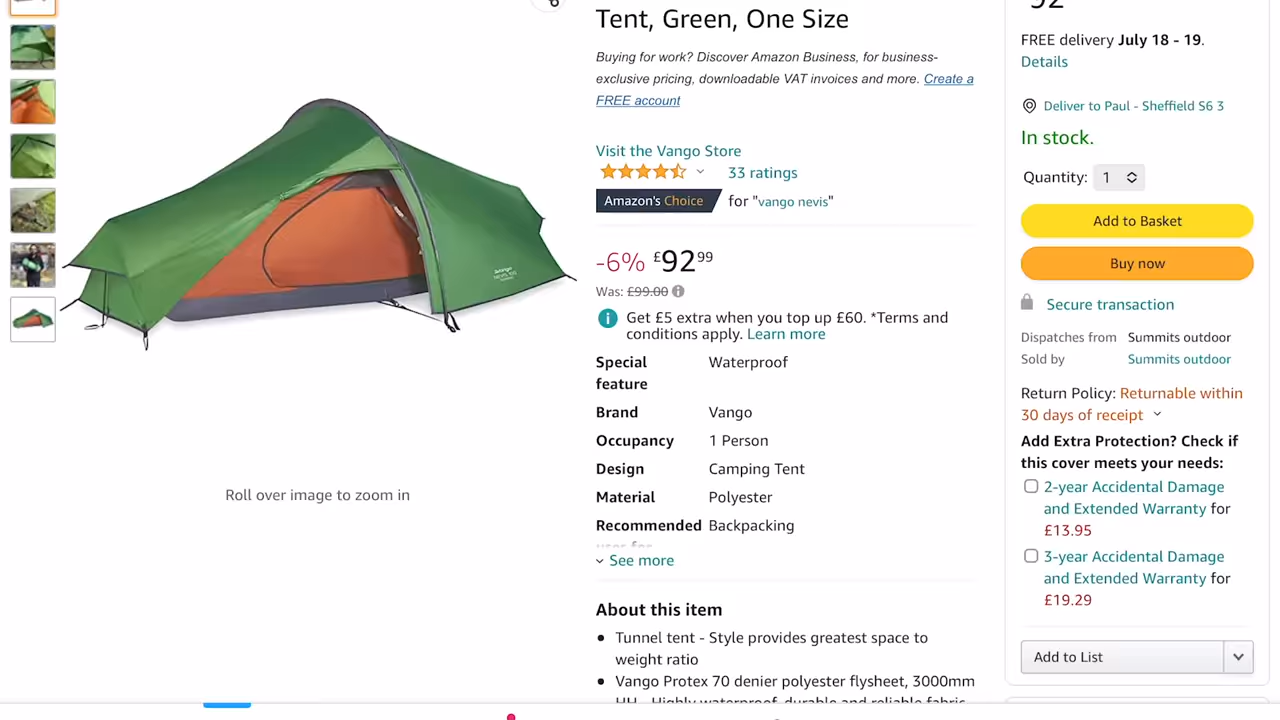 Tent, Green, One Size
Buying for work? Discover Amazon Business, for business-
exclusive pricing, downloadable VAT invoices and more. Create a
FREE account
Visit the Vango Store
33 ratings
Amazon's Choice for "vango nevis"
-6% £92 99
Was: £99.00
Get £5 extra when you top up £60. *Terms and
conditions apply. Learn more
Special Waterproof
feature
Brand Vango
Occupancy 1 Person
Design Camping Tent
Material Polyester
Recommended Backpacking
See more
About this item
Tunnel tent - Style provides greatest space to
weight ratio
Vango Protex 70 denier polyester flysheet, 3000mm
HH - Highly waterproof, durable and reliable fabric
Roll over image to zoom in
92
FREE delivery July 18 - 19.
Details
Deliver to Paul - Sheffield S6 3
In stock.
Quantity: 1
Add to Basket
Buy now
Secure transaction
Dispatches from Summits outdoor
Sold by Summits outdoor
Return Policy: Returnable within
30 days of receipt
Add Extra Protection? Check if
this cover meets your needs:
2-year Accidental Damage
and Extended Warranty for
£13.95
3-year Accidental Damage
and Extended Warranty for
£19.29
Add to List